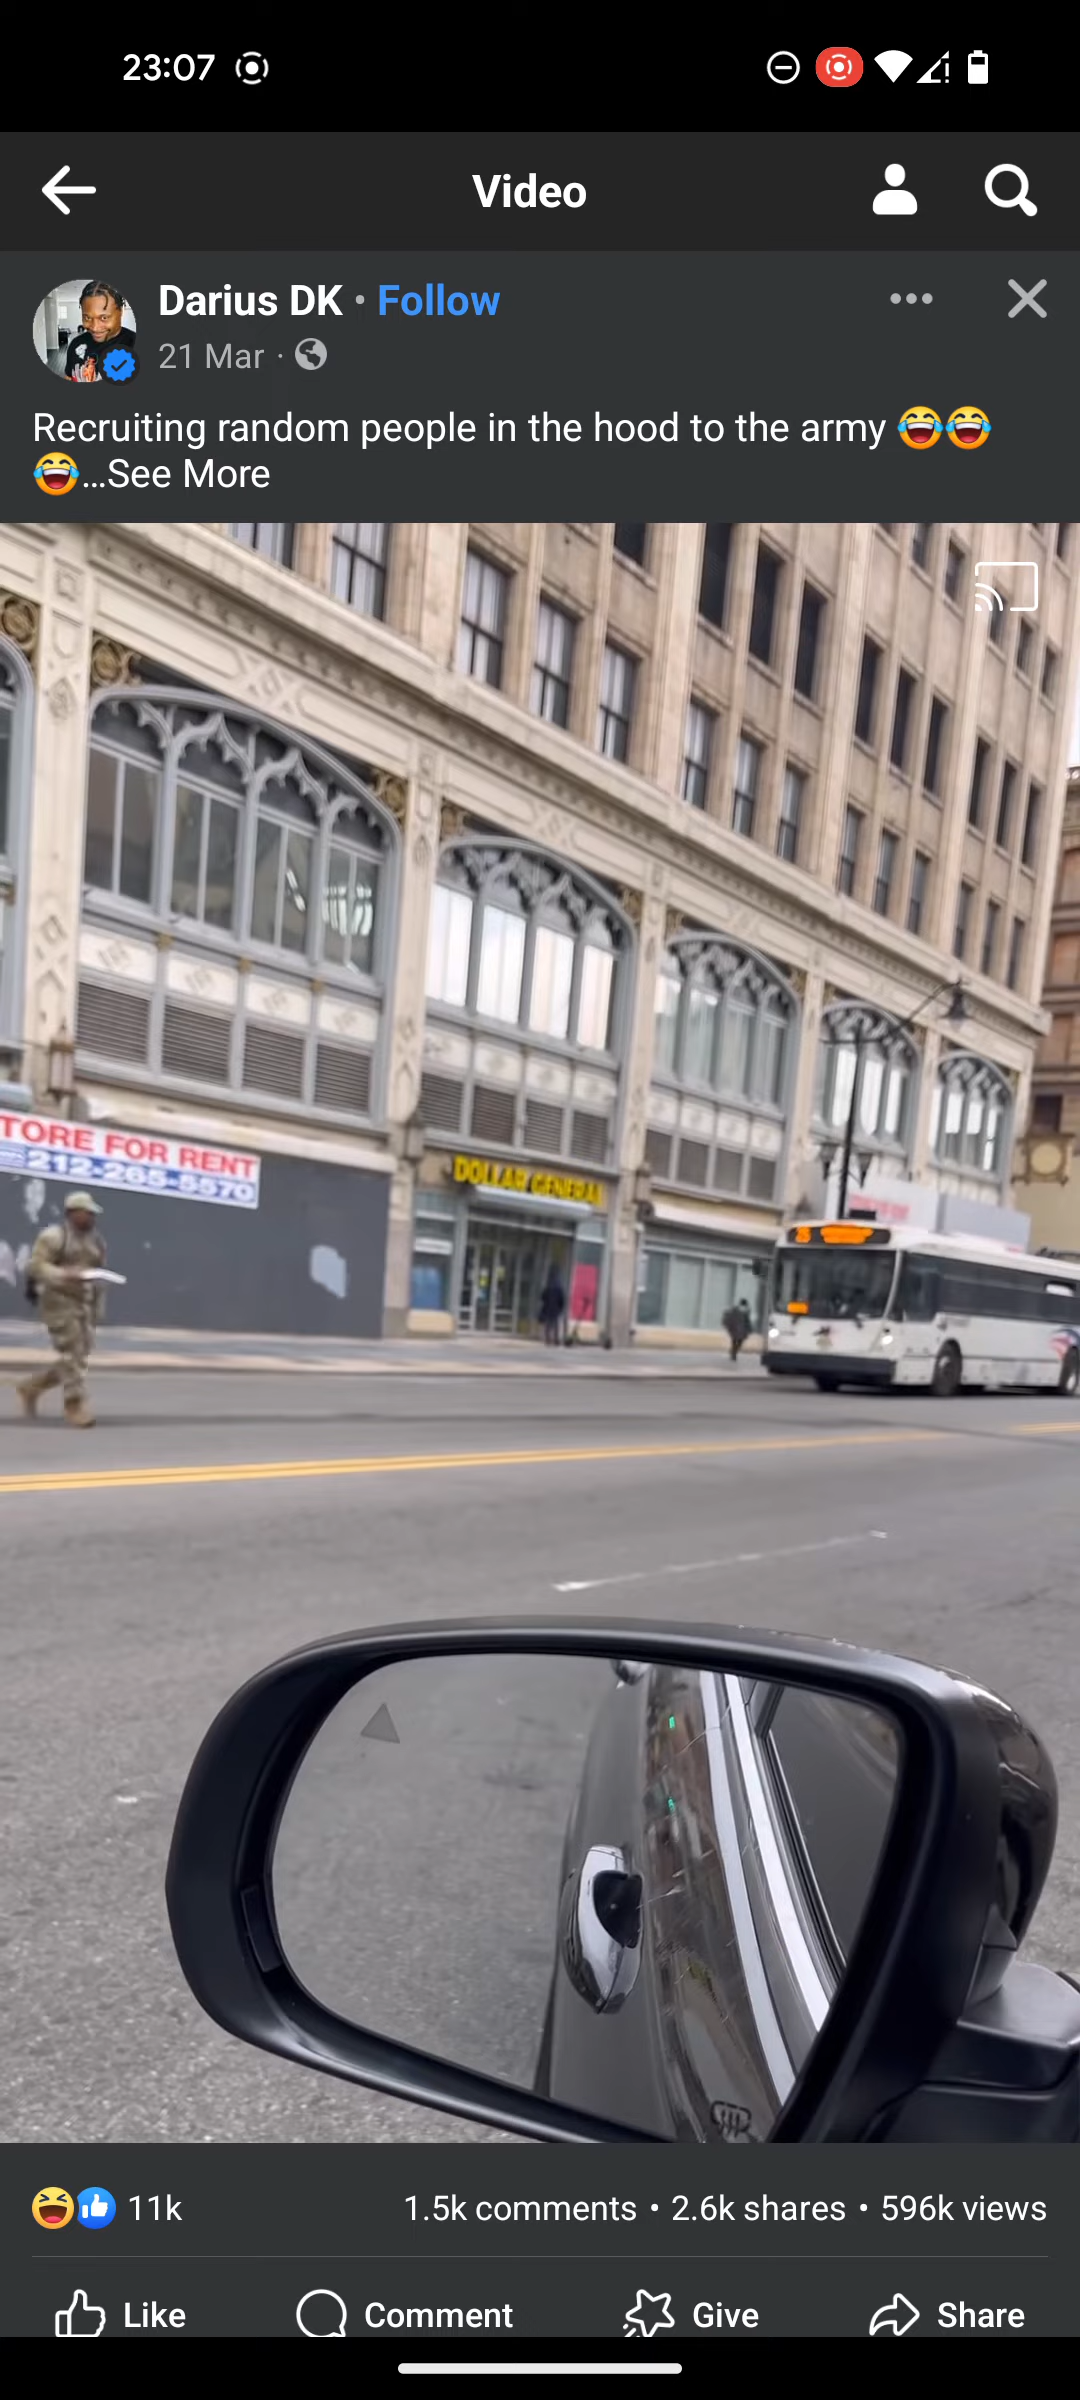 23:07
Video
Darius DK • Follow
21 Mar ·
Recruiting random people in the hood to the army 😂😂
😂...See More
TORE FOR RENT
212-265-5570
DOLLAR GENERAL
11k
1.5k comments • 2.6k shares • 596k views
Like
Comment
Give
Share